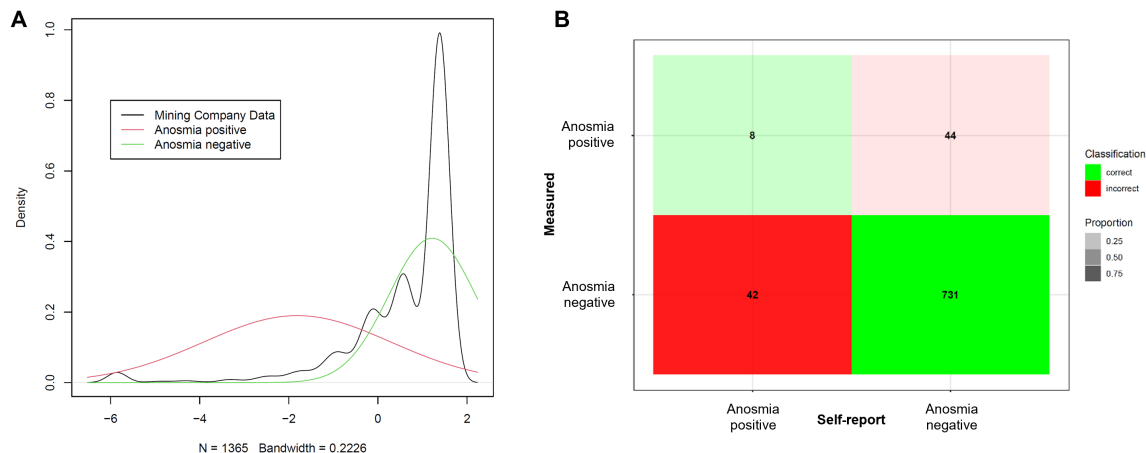 A
Density
1.0
0.8
0.6
0.4
0.2
0.0
Mining Company Data
Anosmia positive
Anosmia negative
−6
−4
−2
0
2
N = 1365   Bandwidth = 0.2226
B
Measured
Anosmia
positive
Anosmia
negative
8
44
42
731
Anosmia
positive
Self-report
Anosmia
negative
Classification
correct
incorrect
Proportion
0.25
0.50
0.75